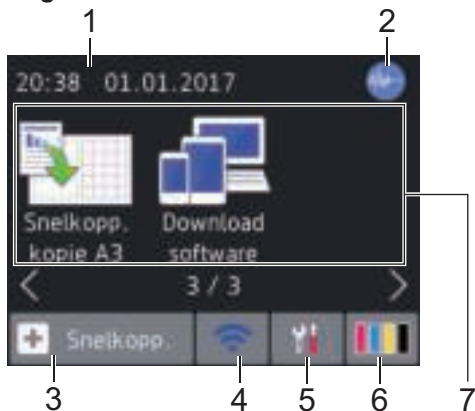 1
2
20:38 01.01.2017
Snelkopp.
kopie A3
Download
software
3 / 3
Snelkopp.
3
4
5
6
7